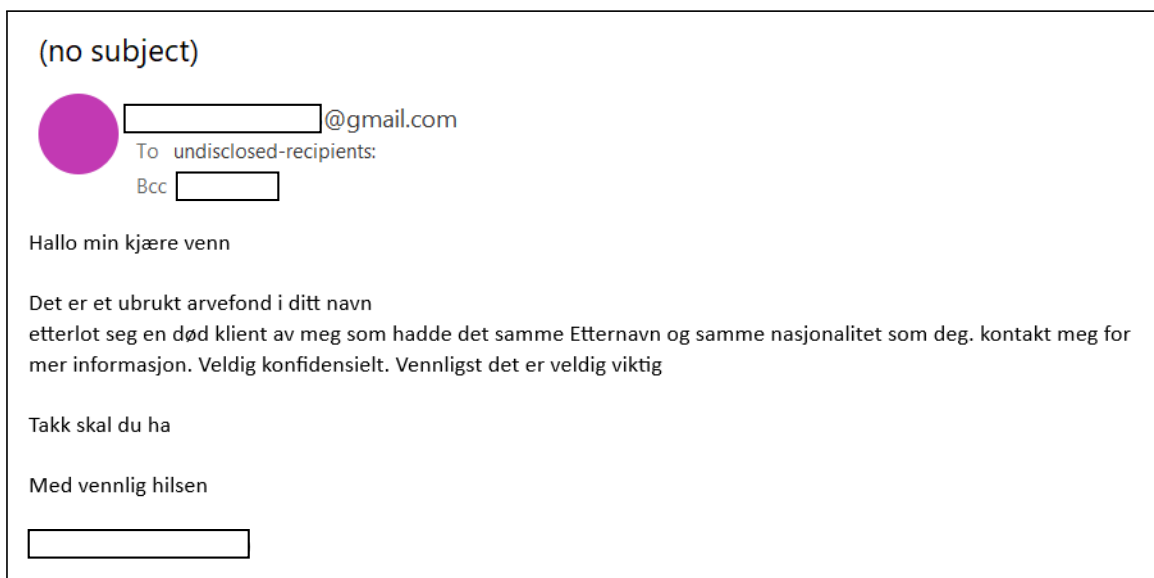 (no subject)
@gmail.com
To undisclosed-recipients:
Bcc
Hallo min kjære venn
Det er et ubrukt arvefond i ditt navn
etterlot seg en død klient av meg som hadde det samme Etternavn og samme nasjonalitet som deg. kontakt meg for
mer informasjon. Veldig konfidensielt. Vennligst det er veldig viktig
Takk skal du ha
Med vennlig hilsen